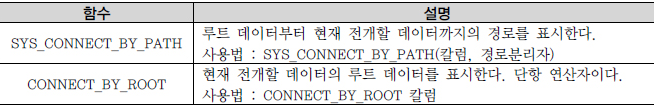 함수 설명
SYS_CONNECT_BY_PATH
루트 데이터부터 현재 전개할 데이터까지의 경로를 표시한다.
사용법 : SYS_CONNECT_BY_PATH(칼럼, 경로분리자)
CONNECT_BY_ROOT
현재 전개할 데이터의 루트 데이터를 표시한다. 단항 연산자이다.
사용법 : CONNECT_BY_ROOT 칼럼